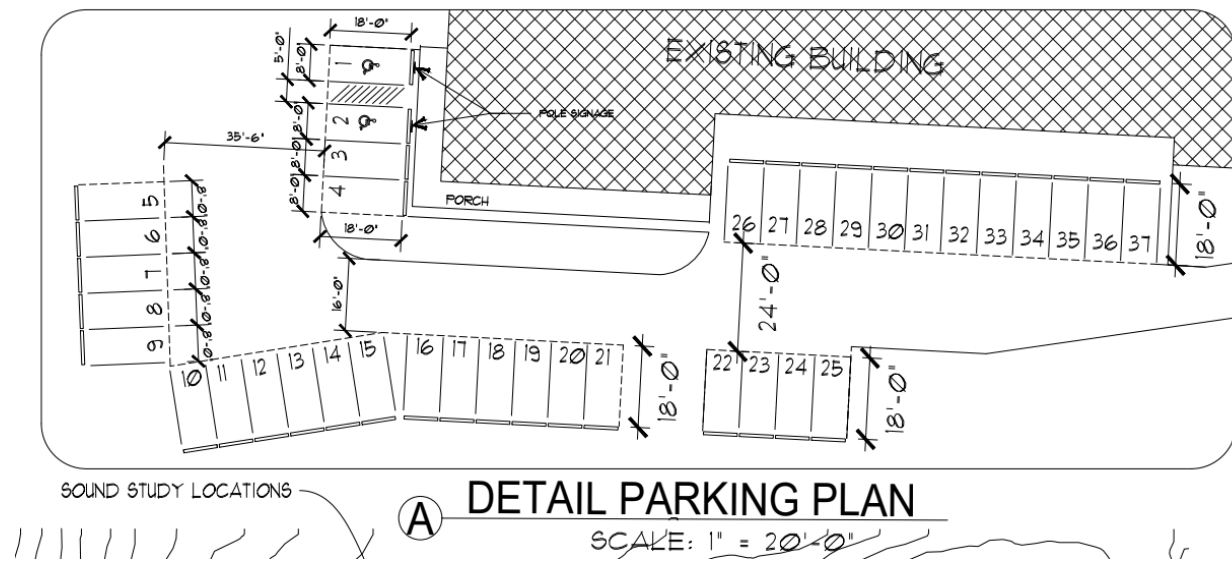 18'-0"
5'-0"
8'-0"
1
EXISTING BUILDING
POLE SIGNAGE
8'-0"
2
35'-6"
8'-0"
3
8'-0"
4
PORCH
18'-0"
5
8'-0"
6
8'-0"
7
8'-0"
8
8'-0"
9
8'-0"
16'-0"
26 27 28 29 30 31 32 33 34 35 36 37
18'-0"
24'-0"
10 11 12 13 14 15
16 17 18 19 20 21
18'-0"
22 23 24 25
18'-0"
SOUND STUDY LOCATIONS
A
DETAIL PARKING PLAN
SCALE: 1" = 20'-0"